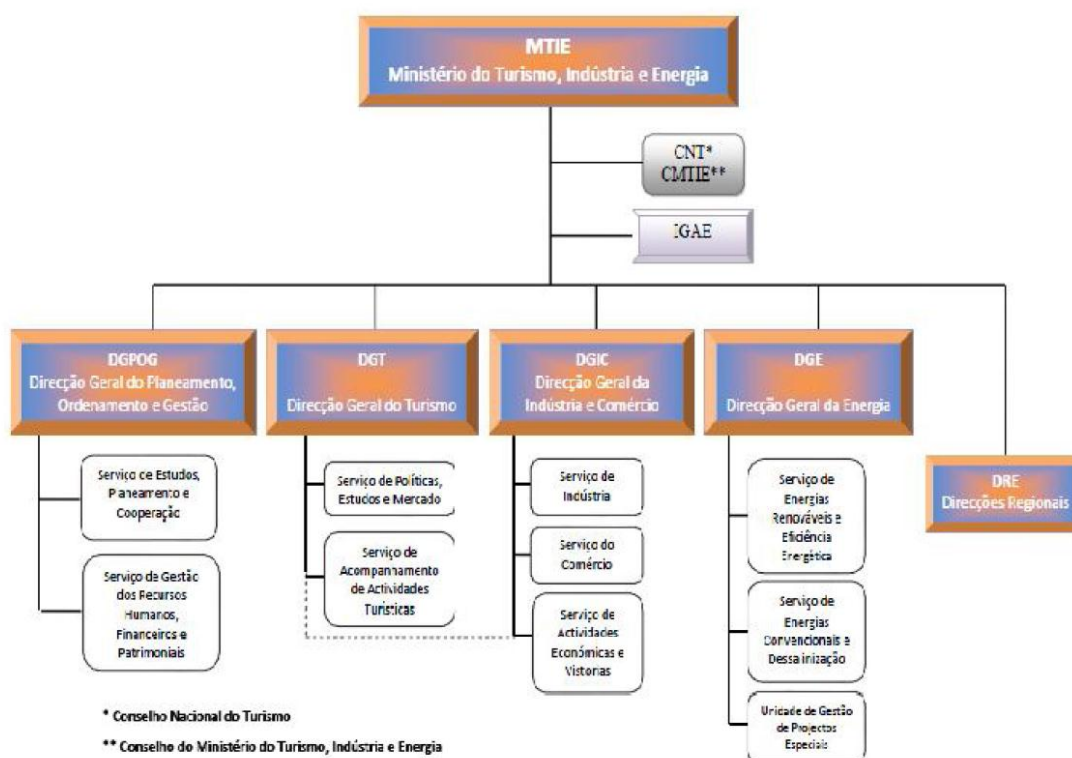 MTIE
Ministério do Turismo, Indústria e Energia
CNT*
CMTIE**
IGAE
DGPOG
Direcção Geral do Planeamento,
Ordenamento e Gestão
DGT
Direcção Geral do Turismo
DGIC
Direcção Geral da
Indústria e Comércio
DGE
Direcção Geral da Energia
DRE
Direcções Regionais
Serviço de Estudos,
Planeamento e
Cooperação
Serviço de Gestão
dos Recursos
Humanos,
Financeiros e
Patrimoniais
Serviço de Políticas,
Estudos e Mercado
Serviço de
Acompanhamento
de Actividades
Turísticas
Serviço de
Indústria
Serviço do
Comércio
Serviço de
Actividades
Económicas e
Vistorias
Serviço de
Energias
Renováveis e
Eficiência
Energética
Serviço de
Energias
Convencionais e
Dessalinização
Unidade de Gestão
de Projectos
Especiais
* Conselho Nacional do Turismo
** Conselho do Ministério do Turismo, Indústria e Energia